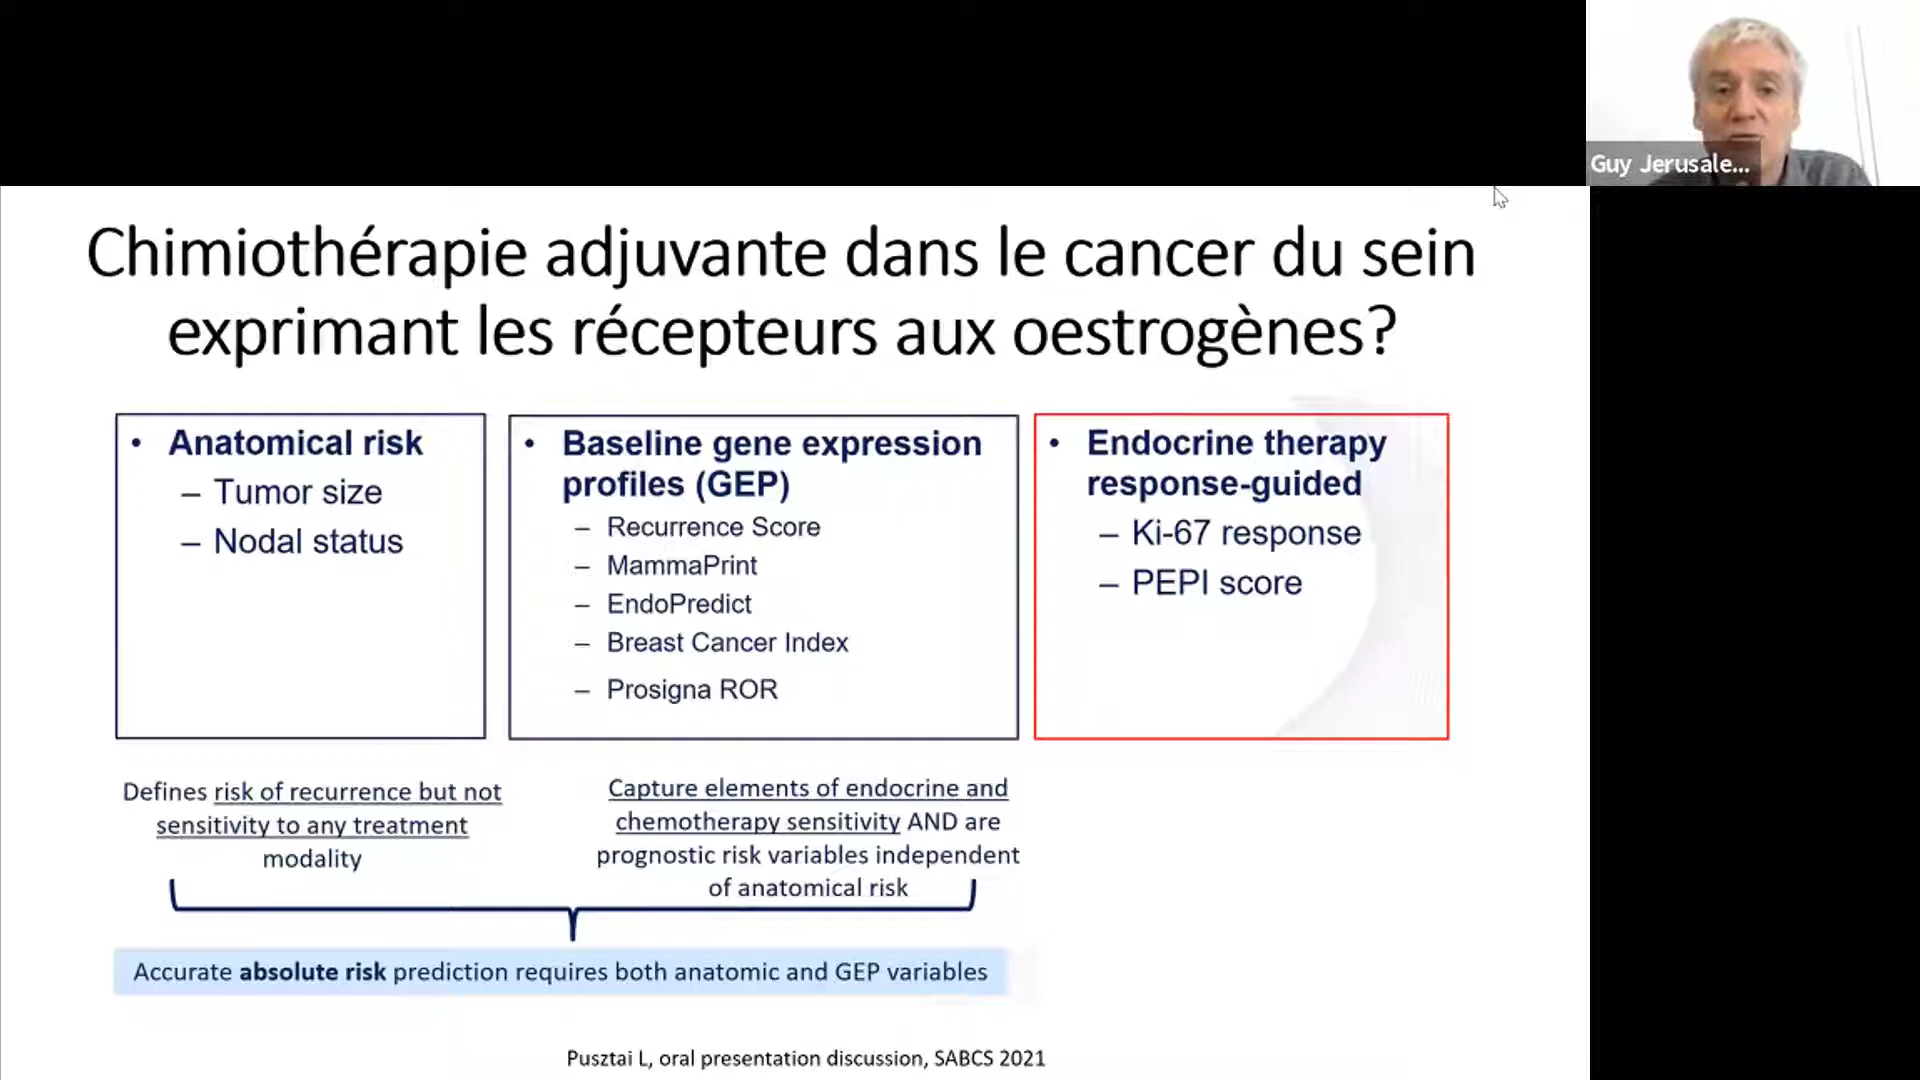 Guy Jerusale...
Chimiothérapie adjuvante dans le cancer du sein
exprimant les récepteurs aux oestrogènes?
• Anatomical risk
– Tumor size
– Nodal status
• Baseline gene expression
profiles (GEP)
– Recurrence Score
– MammaPrint
– EndoPredict
– Breast Cancer Index
– Prosigna ROR
• Endocrine therapy
response-guided
– Ki-67 response
– PEPI score
Defines risk of recurrence but not
sensitivity to any treatment
modality
Capture elements of endocrine and
chemotherapy sensitivity AND are
prognostic risk variables independent
of anatomical risk
Accurate absolute risk prediction requires both anatomic and GEP variables
Pusztai L, oral presentation discussion, SABCS 2021